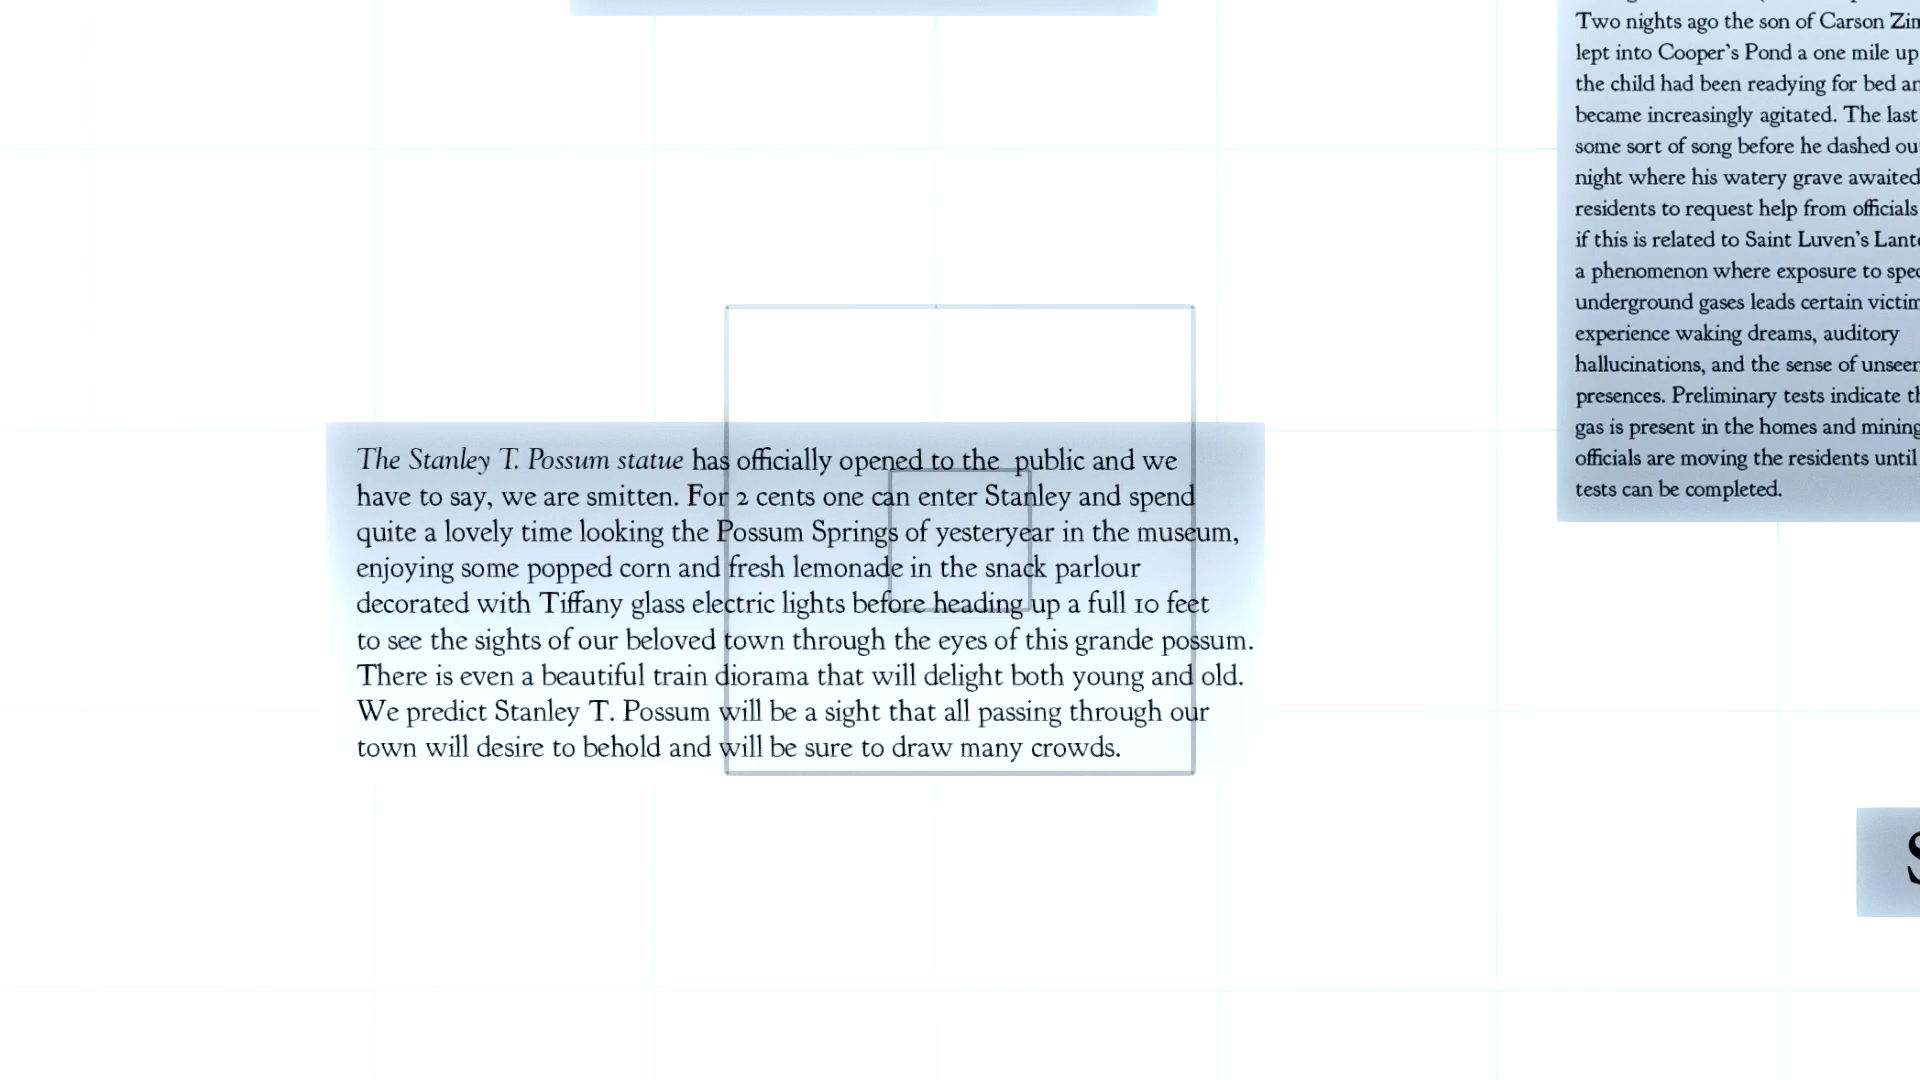 The Stanley T. Possum statue has officially opened to the public and we
have to say, we are smitten. For 2 cents one can enter Stanley and spend
quite a lovely time looking the Possum Springs of yesteryear in the museum,
enjoying some popped corn and fresh lemonade in the snack parlour
decorated with Tiffany glass electric lights before heading up a full 10 feet
to see the sights of our beloved town through the eyes of this grande possum.
There is even a beautiful train diorama that will delight both young and old.
We predict Stanley T. Possum will be a sight that all passing through our
town will desire to behold and will be sure to draw many crowds.
Two nights ago the son of Carson
lept into Cooper's Pond a one mile up
the child had been readying for bed
became increasingly agitated. The last
some sort of song before he dashed
night where his watery grave awaited
residents to request help from officials
if this is related to Saint Luven's
a phenomenon where exposure to
underground gases leads certain
experience waking dreams, auditory
hallucinations, and the sense of
presences. Preliminary tests indicate
gas is present in the homes and mining
officials are moving the residents until
tests can be completed.
S